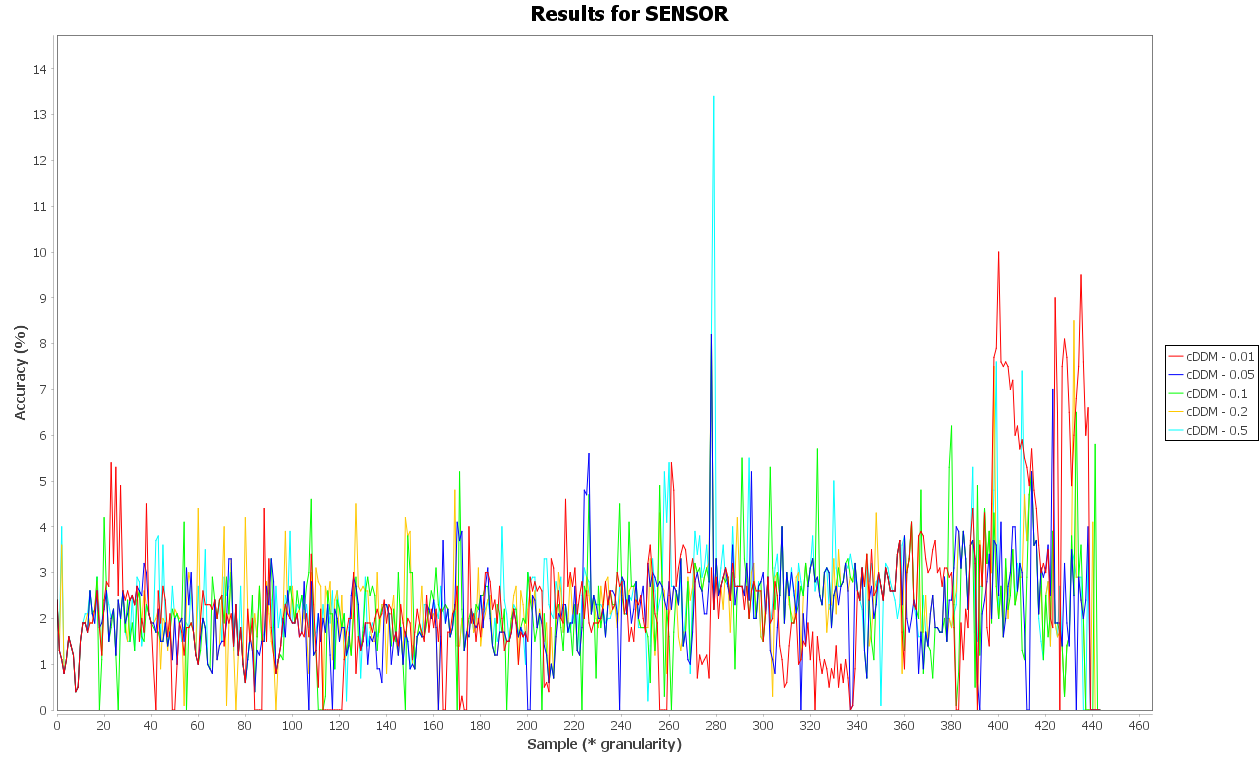 Results for SENSOR
Accuracy (%)
14
13
12
11
10
9
8
7
6
5
4
3
2
1
0
0 20 40 60 80 100 120 140 160 180 200 220 240 260 280 300 320 340 360 380 400 420 440 460
Sample (* granularity)
cDDM - 0.01
cDDM - 0.05
cDDM - 0.1
cDDM - 0.2
cDDM - 0.5